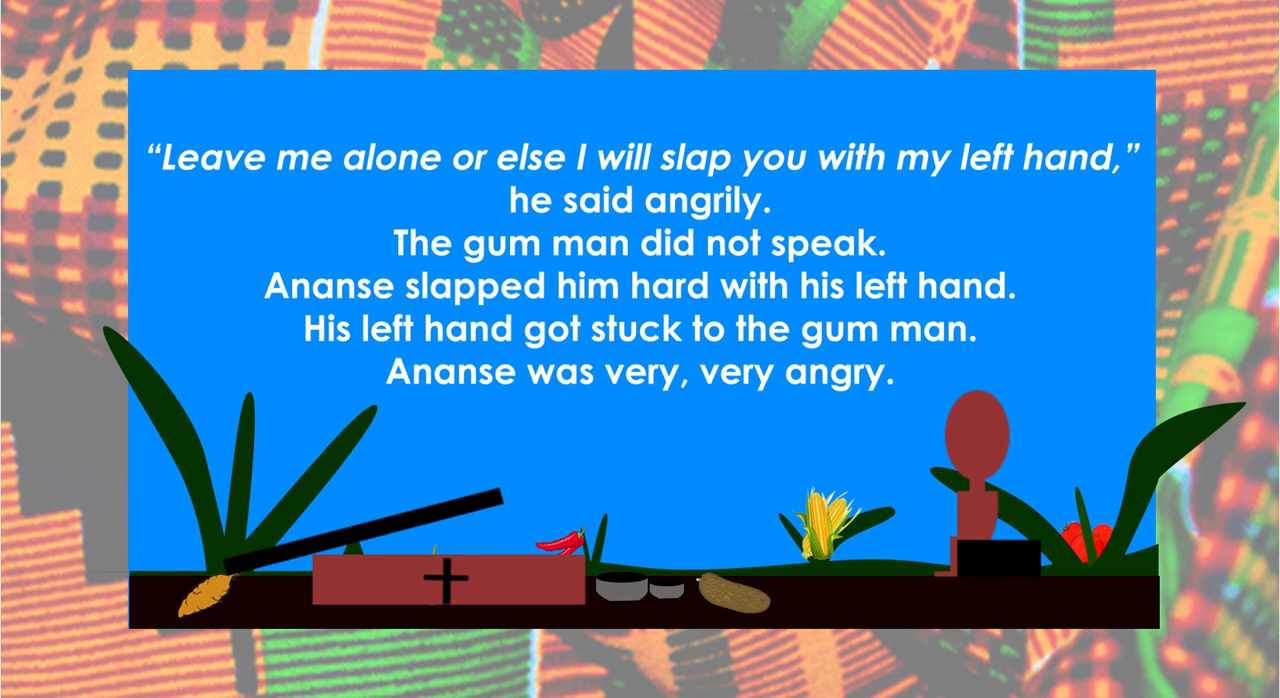 “Leave me alone or else I will slap you with my left hand,”
he said angrily.
The gum man did not speak.
Ananse slapped him hard with his left hand.
His left hand got stuck to the gum man.
Ananse was very, very angry.